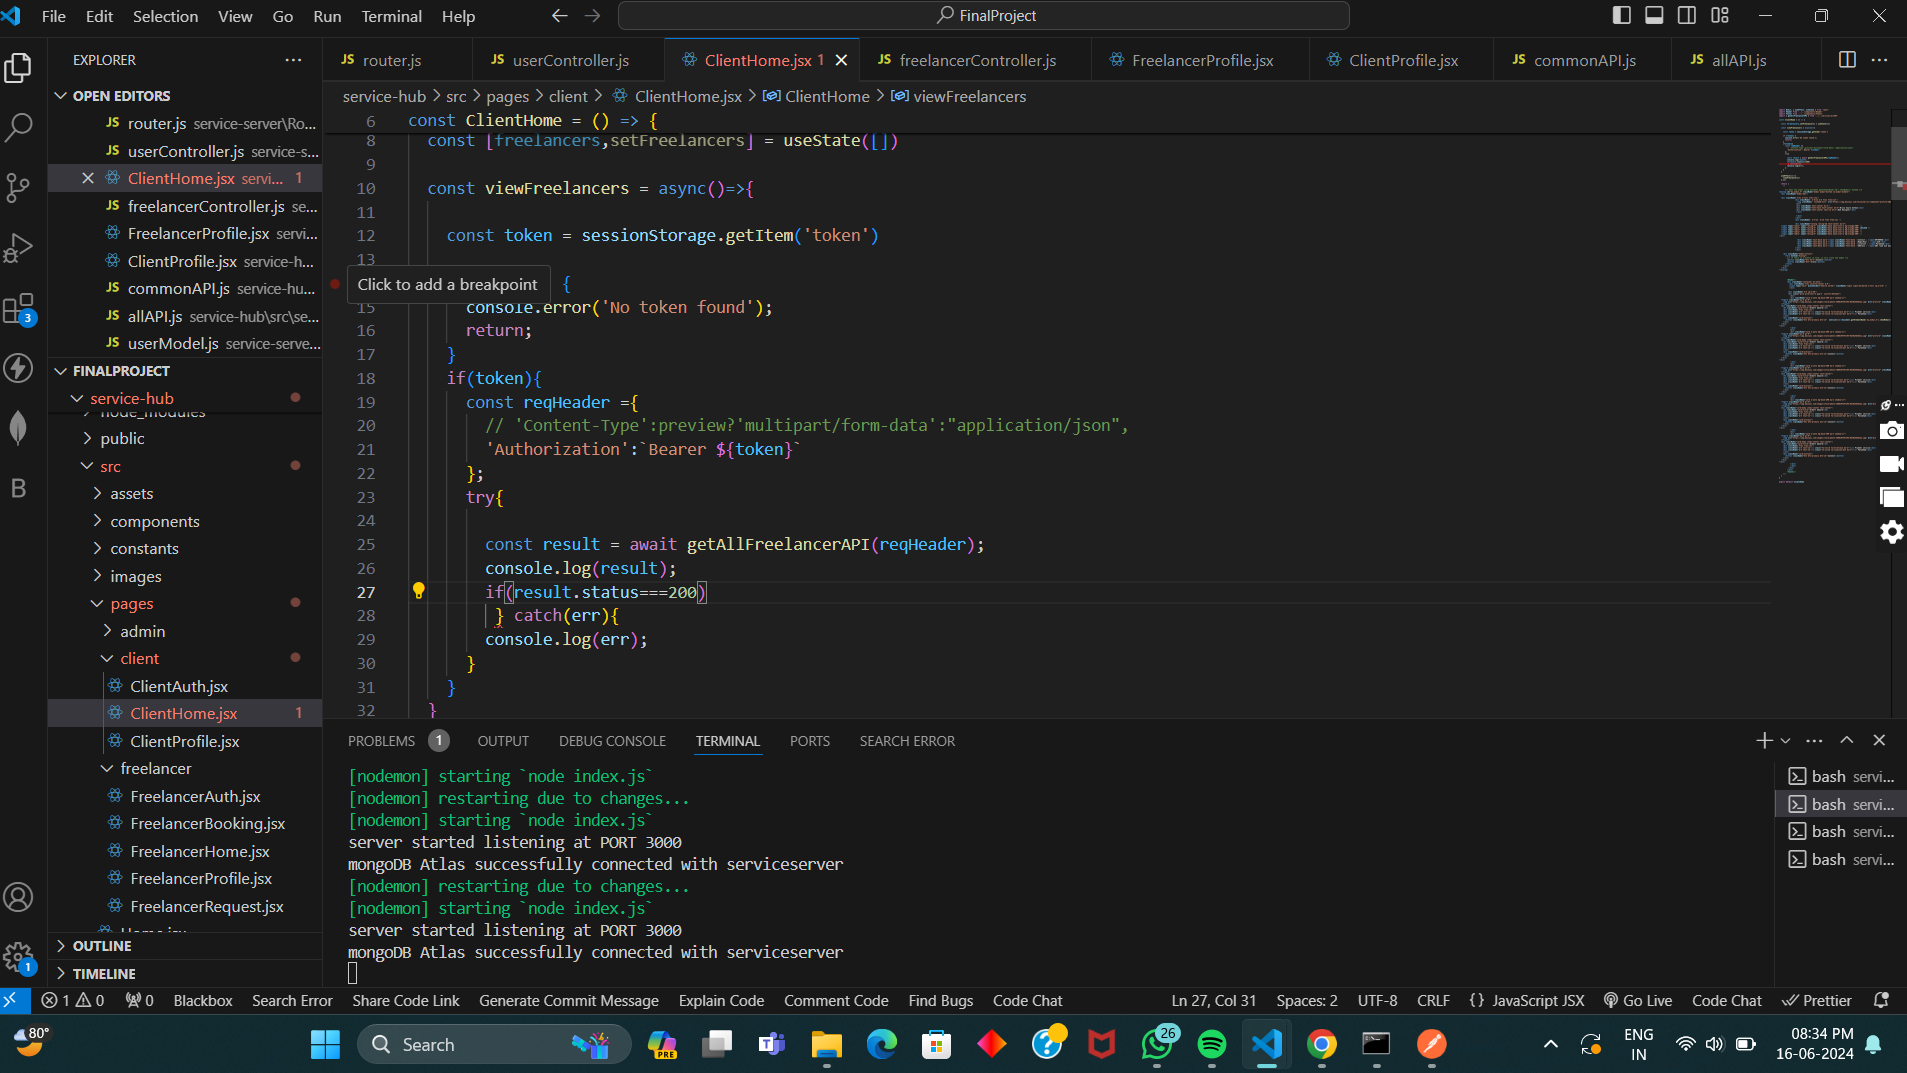 File Edit Selection View Go Run Terminal Help
FinalProject
EXPLORER
router.js userController.js ClientHome.jsx 1 freelancerController.js FreelancerProfile.jsx ClientProfile.jsx commonAPI.js allAPI.js
service-hub > src > pages > client > ClientHome.jsx > ClientHome > viewFreelancers
OPEN EDITORS
JS router.js service-server\Ro...
JS userController.js service-s...
ClientHome.jsx servi... 1
JS freelancerController.js se...
FreelancerProfile.jsx servi...
ClientProfile.jsx service-h...
JS commonAPI.js service-hu...
JS allAPI.js service-hub\src\se...
JS userModel.js service-serve...
FINALPROJECT
service-hub
node_modules
public
src
assets
components
constants
images
pages
admin
client
ClientAuth.jsx
ClientHome.jsx 1
ClientProfile.jsx
freelancer
FreelancerAuth.jsx
FreelancerBooking.jsx
FreelancerHome.jsx
FreelancerProfile.jsx
FreelancerRequest.jsx
OUTLINE
TIMELINE
6 const ClientHome = () => {
8 const [freelancers,setFreelancers] = useState([])
9
10 const viewFreelancers = async()=>{
11
12 const token = sessionStorage.getItem('token')
13
Click to add a breakpoint {
15 console.error('No token found');
16 return;
17 }
18 if(token){
19 const reqHeader ={
20 // 'Content-Type':preview?'multipart/form-data':"application/json",
21 'Authorization':`Bearer ${token}`
22 };
23 try{
24
25 const result = await getAllFreelancerAPI(reqHeader);
26 console.log(result);
27 if(result.status===200)
28 } catch(err){
29 console.log(err);
30 }
31 }
32 }
PROBLEMS 1 OUTPUT DEBUG CONSOLE TERMINAL PORTS SEARCH ERROR
[nodemon] starting `node index.js`
[nodemon] restarting due to changes...
[nodemon] starting `node index.js`
server started listening at PORT 3000
mongoDB Atlas successfully connected with serviceserver
[nodemon] restarting due to changes...
[nodemon] starting `node index.js`
server started listening at PORT 3000
mongoDB Atlas successfully connected with serviceserver
bash servi...
bash servi...
bash servi...
bash servi...
3
B
1
1 0 0 Blackbox Search Error Share Code Link Generate Commit Message Explain Code Comment Code Find Bugs Code Chat Ln 27, Col 31 Spaces: 2 UTF-8 CRLF {} JavaScript JSX Go Live Code Chat Prettier
80° Search PRE 26 ENG IN 08:34 PM 16-06-2024